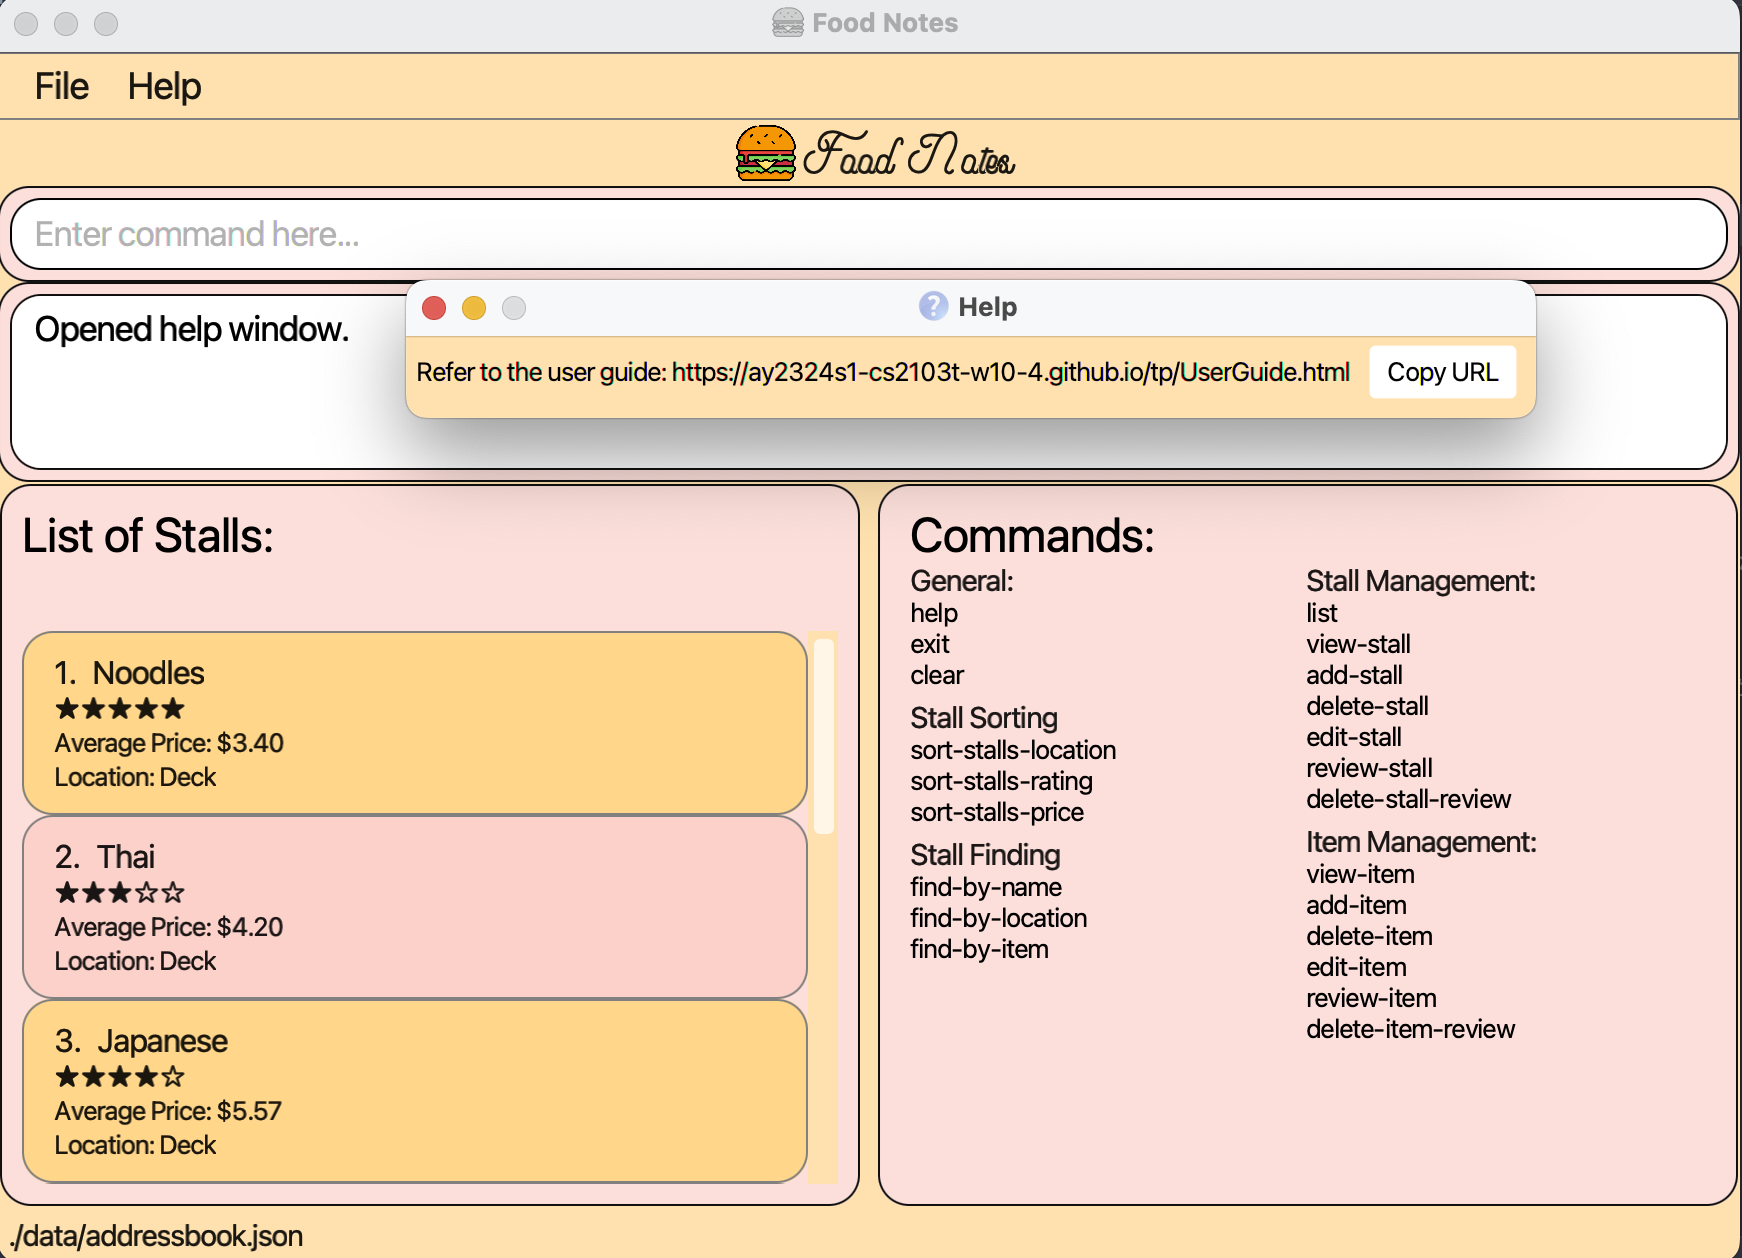 Food Notes
File Help
Food Notes
Enter command here...
Opened help window.
Help
Refer to the user guide: https://ay2324s1-cs2103t-w10-4.github.io/tp/UserGuide.html
Copy URL
List of Stalls:
1. Noodles
★★★★★
Average Price: $3.40
Location: Deck
2. Thai
★★★☆☆
Average Price: $4.20
Location: Deck
3. Japanese
★★★★☆
Average Price: $5.57
Location: Deck
Commands:
General:
help
exit
clear
Stall Sorting
sort-stalls-location
sort-stalls-rating
sort-stalls-price
Stall Finding
find-by-name
find-by-location
find-by-item
Stall Management:
list
view-stall
add-stall
delete-stall
edit-stall
review-stall
delete-stall-review
Item Management:
view-item
add-item
delete-item
edit-item
review-item
delete-item-review
./data/addressbook.json